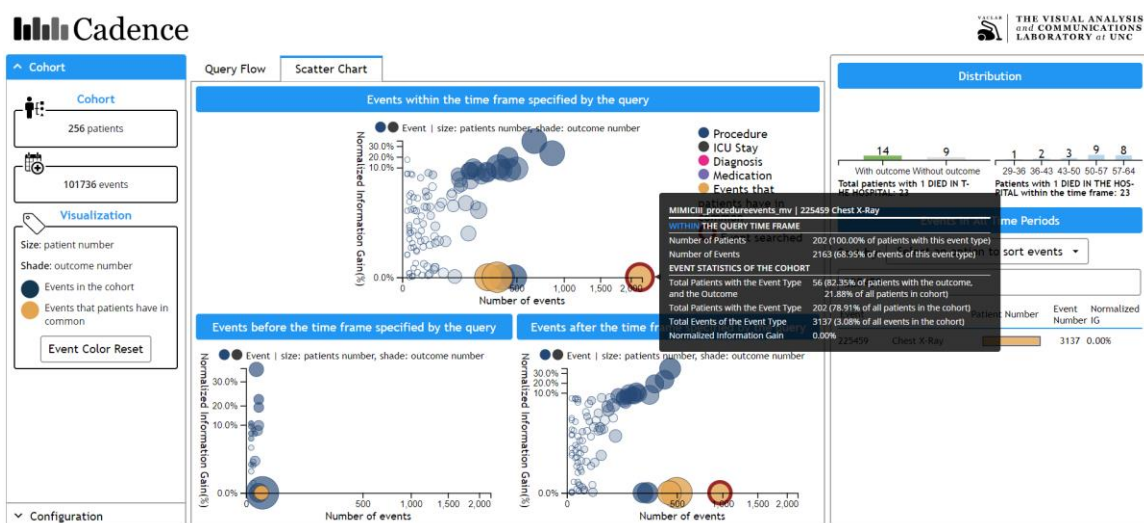 Cadence
VACLAB
THE VISUAL ANALYSIS
and COMMUNICATIONS
LABORATORY at UNC
Cohort
Cohort
256 patients
101736 events
Visualization
Size: patient number
Shade: outcome number
Events in the cohort
Events that patients have in
common
Event Color Reset
Configuration
Query Flow
Scatter Chart
Events within the time frame specified by the query
Event | size: patients number, shade: outcome number
Procedure
ICU Stay
Diagnosis
Medication
Events that
patients have in
searched
Normalized Information Gain(%)
30.0%
20.0%
10.0%
0.0%
0
500
1,000
1,500
2,000
Number of events
MIMICIII_procedureevents_mv | 225459 Chest X-Ray
WITHIN THE QUERY TIME FRAME
Number of Patients 202 (100.00% of patients with this event type)
Number of Events 2163 (68.95% of events of this event type)
EVENT STATISTICS OF THE COHORT
Total Patients with the Event Type 56 (82.35% of patients with the outcome,
and the Outcome 21.88% of all patients in cohort)
Total Patients with the Event Type 202 (78.91% of all patients in the cohort)
Total Events of the Event Type 3137 (3.08% of all events in the cohort)
Normalized Information Gain 0.00%
Events before the time frame specified by the query
Event | size: patients number, shade: outcome number
Normalized Information Gain(%)
30.0%
20.0%
10.0%
0.0%
0
500
1,000
1,500
2,000
Number of events
Events after the time fram
Event | size: patients number, shade: outcome number
Normalized Information Gain(%)
30.0%
20.0%
10.0%
0.0%
0
500
1,000
1,500
2,000
Number of events
Distribution
14
9
With outcome Without outcome
Total patients with 1 DIED IN T-
HE HOSPITAL: 23
1
2
3
9
8
29-36 36-43 43-50 50-57 57-64
Patients with 1 DIED IN THE HOS-
PITAL within the time frame: 23
Events in All Time Periods
to sort events
Patient Number
Event Number
Normalized IG
225459
Chest X-Ray
3137
0.00%